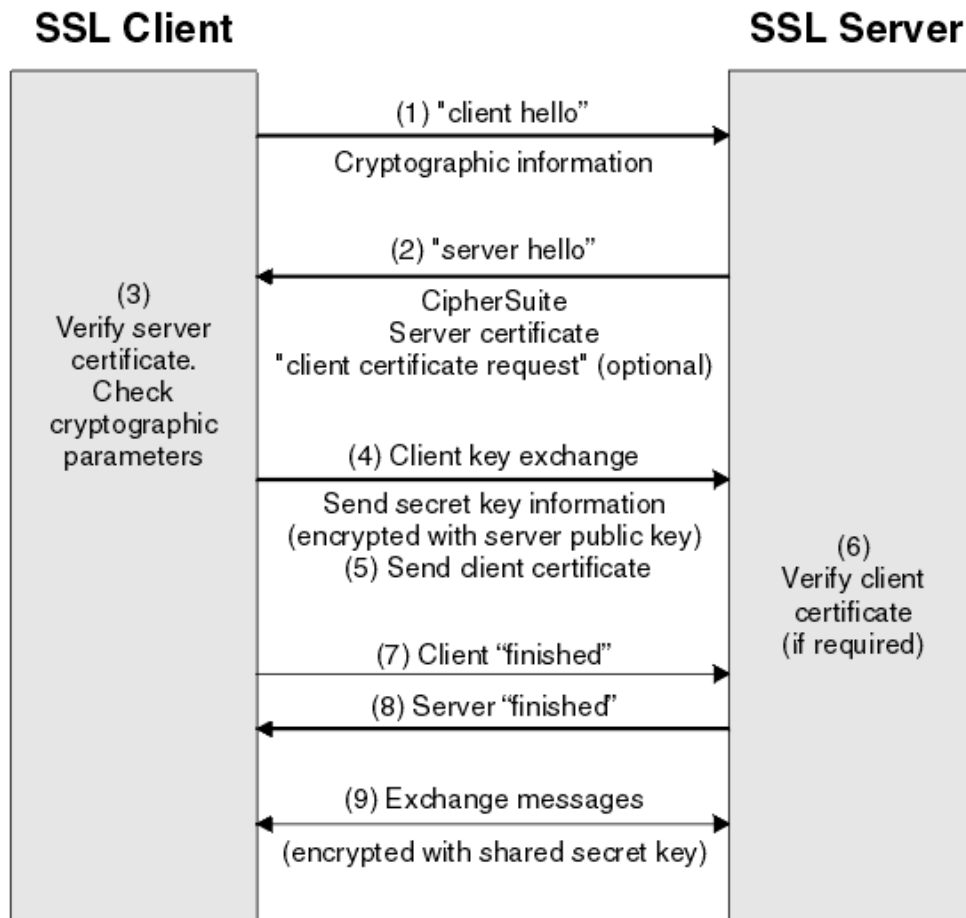 SSL Client
SSL Server
(1) "client hello”
Cryptographic information
(2) "server hello”
CipherSuite
Server certificate
"client certificate request" (optional)
(3)
Verify server
certificate.
Check
cryptographic
parameters
(4) Client key exchange
Send secret key information
(encrypted with server public key)
(5) Send client certificate
(6)
Verify client
certificate
(if required)
(7) Client “finished”
(8) Server “finished”
(9) Exchange messages
(encrypted with shared secret key)